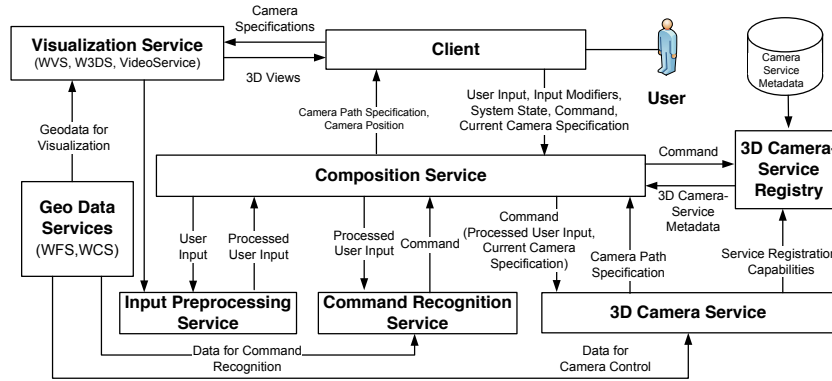 Camera
Specifications
Visualization Service
(WVS, W3DS, VideoService)
3D Views
Client
User
Camera
Service
Metadata
Camera Path Specification,
Camera Position
User Input, Input Modifiers,
System State, Command,
Current Camera Specification
Geodata for
Visualization
Composition Service
Command
3D Camera-
Service
Registry
3D Camera-
Service
Metadata
Geo Data
Services
(WFS,WCS)
User
Input
Processed
User Input
Processed
User Input
Command
Command
(Processed User Input,
Current Camera
Specification)
Camera Path
Specification
Service Registration
Capabilities
Input Preprocessing
Service
Command Recognition
Service
3D Camera Service
Data for Command
Recognition
Data for
Camera Control